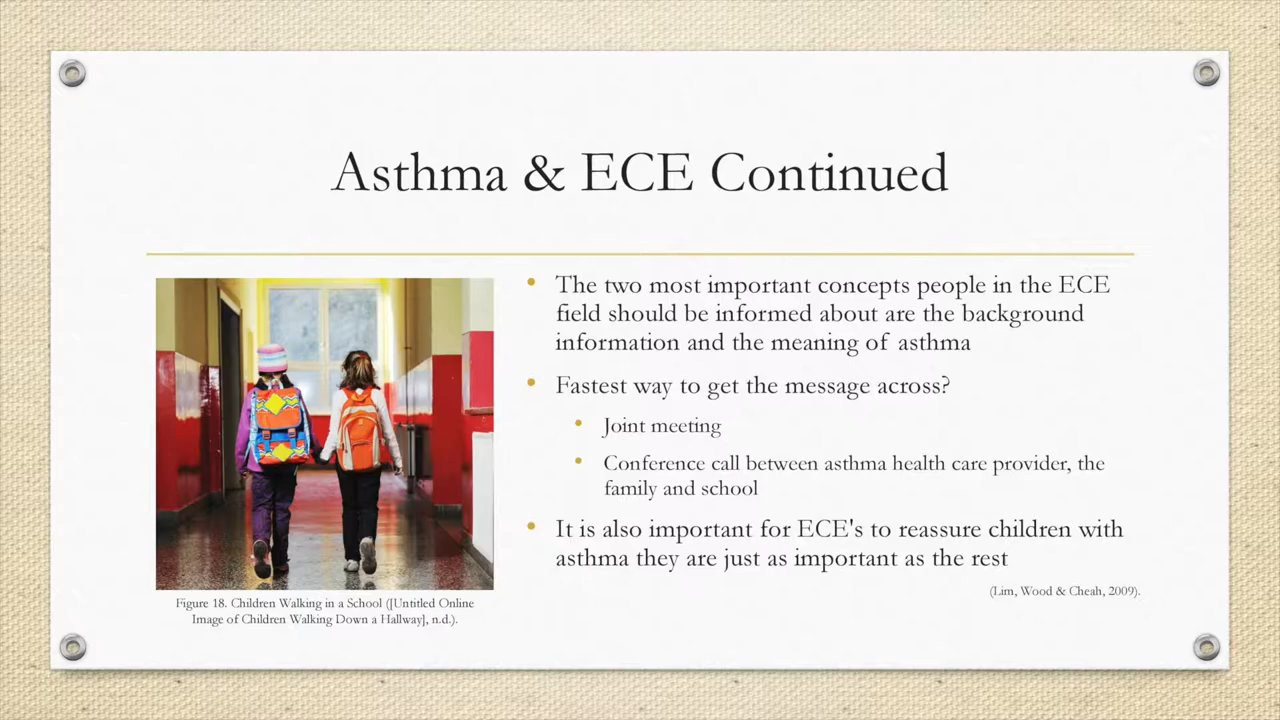 Asthma & ECE Continued
• The two most important concepts people in the ECE
field should be informed about are the background
information and the meaning of asthma
• Fastest way to get the message across?
• Joint meeting
• Conference call between asthma health care provider, the
family and school
• It is also important for ECE's to reassure children with
asthma they are just as important as the rest
(Lim, Wood & Cheah, 2009).
Figure 18. Children Walking in a School ([Untitled Online
Image of Children Walking Down a Hallway], n.d.).